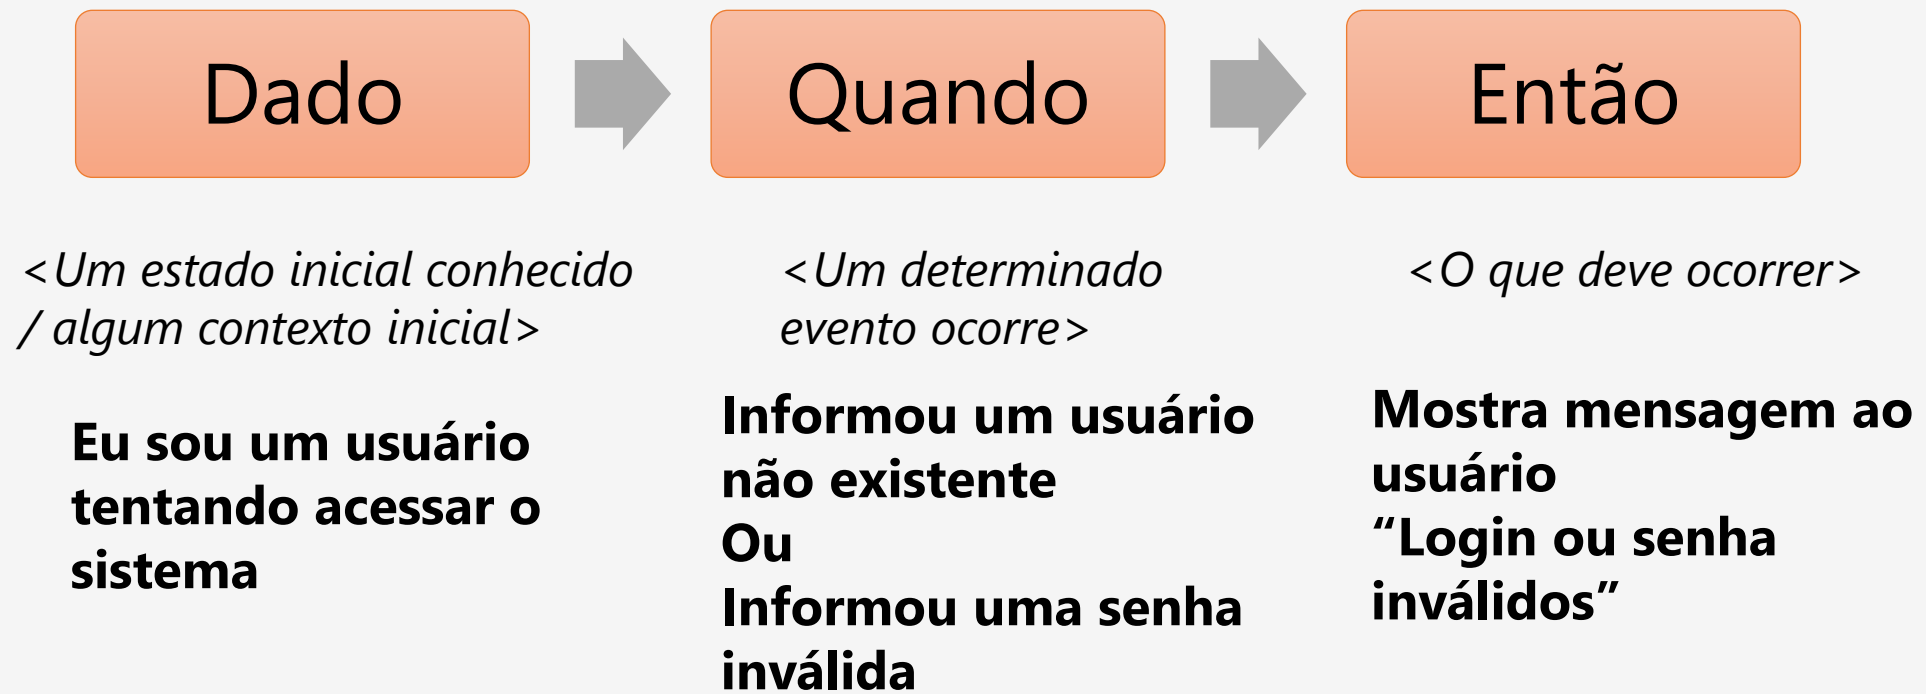 Dado
Quando
Então
<Um estado inicial conhecido
/ algum contexto inicial>
<Um determinado
evento ocorre>
<O que deve ocorrer>
Eu sou um usuário
tentando acessar o
sistema
Informou um usuário
não existente
Ou
Informou uma senha
inválida
Mostra mensagem ao
usuário
“Login ou senha
inválidos”